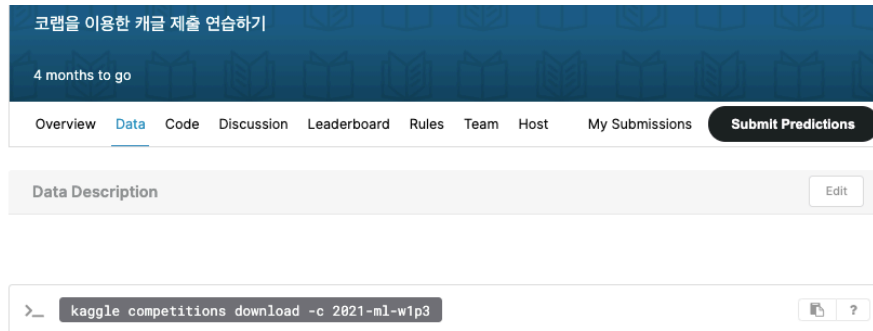 코랩을 이용한 캐글 제출 연습하기
4 months to go
Overview Data Code Discussion Leaderboard Rules Team Host My Submissions Submit Predictions
Data Description Edit
>_ kaggle competitions download -c 2021-ml-w1p3 ?